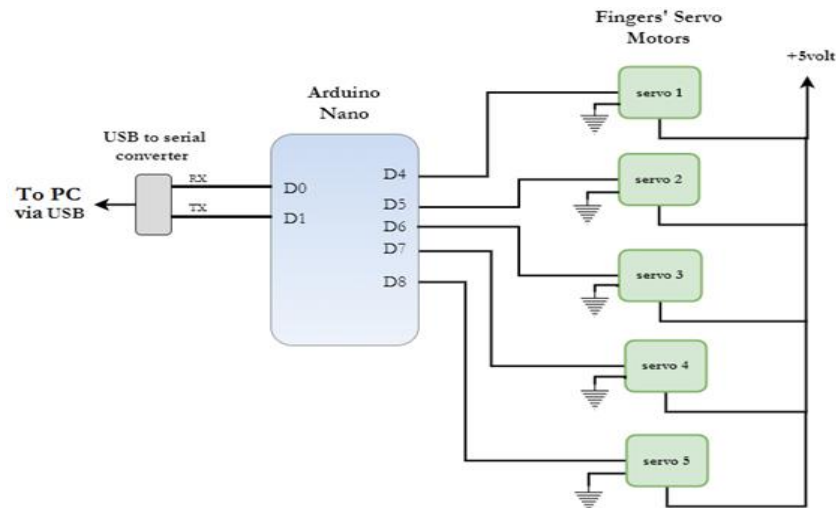 Fingers' Servo
Motors
+5volt
Arduino
Nano
USB to serial
converter
To PC
via USB
RX
TX
D0
D1
D4
D5
D6
D7
D8
servo 1
servo 2
servo 3
servo 4
servo 5